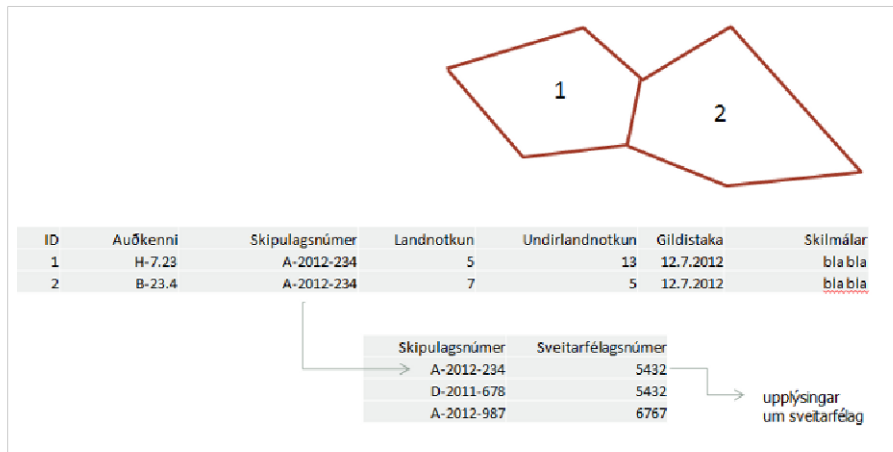 1
2
ID Auðkenni Skipulagsnúmer Landnotkun Undirlandnotkun Gildistaka Skilmálar
1 H-7.23 A-2012-234 5 13 12.7.2012 bla bla
2 B-23.4 A-2012-234 7 5 12.7.2012 bla bla
Skipulagsnúmer Sveitarfélagsnúmer
A-2012-234 5432
D-2011-678 5432
A-2012-987 6767
upplýsingar
um sveitarfélag